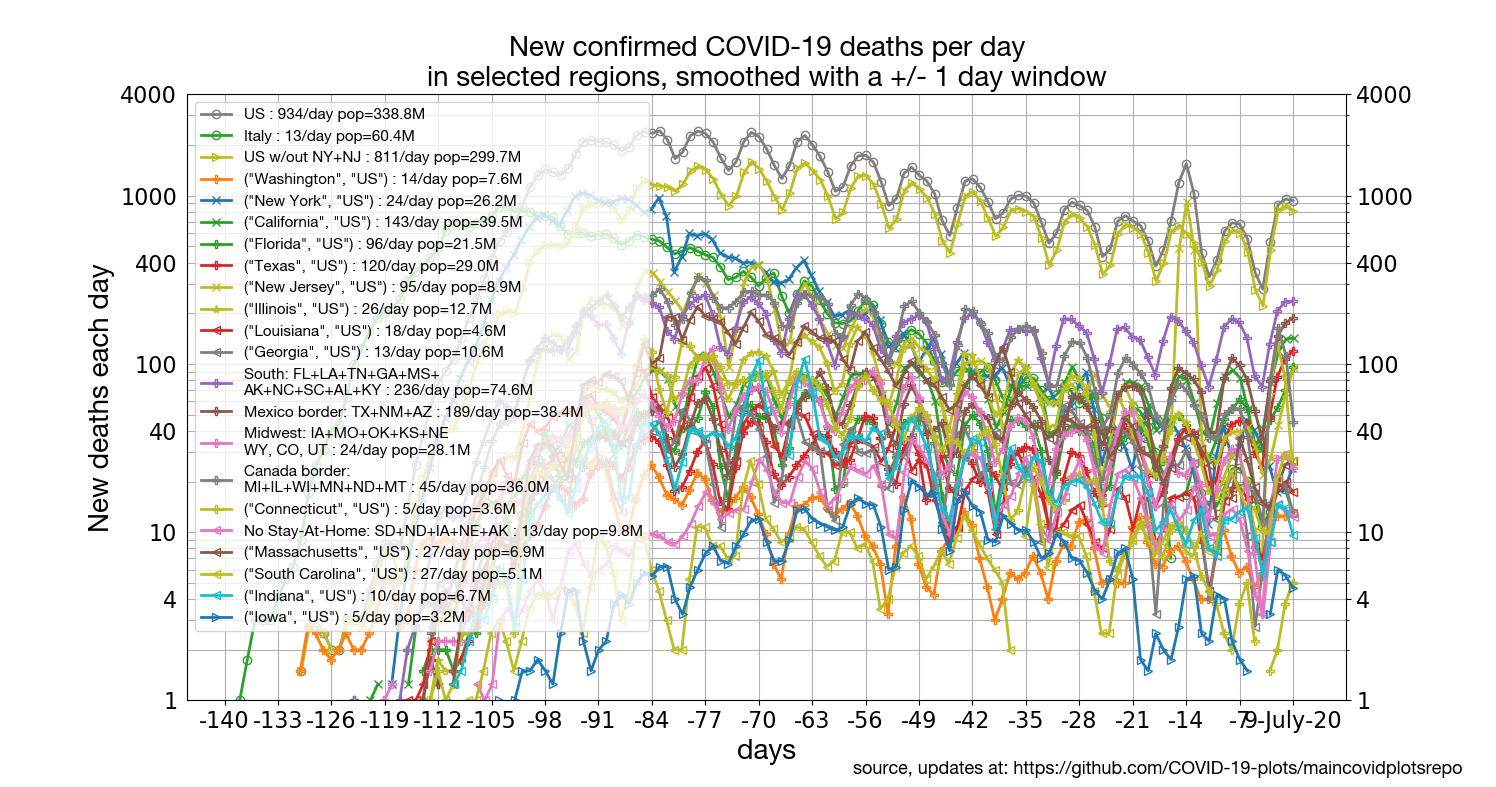 New confirmed COVID-19 deaths per day
in selected regions, smoothed with a +/- 1 day window
4000
1000
400
100
40
10
4
1
New deaths each day
US : 934/day pop=338.8M
Italy : 13/day pop=60.4M
US w/out NY+NJ : 811/day pop=299.7M
("Washington", "US") : 14/day pop=7.6M
("New York", "US") : 24/day pop=26.2M
("California", "US") : 143/day pop=39.5M
("Florida", "US") : 96/day pop=21.5M
("Texas", "US") : 120/day pop=29.0M
("New Jersey", "US") : 95/day pop=8.9M
("Illinois", "US") : 26/day pop=12.7M
("Louisiana", "US") : 18/day pop=4.6M
("Georgia", "US") : 13/day pop=10.6M
South: FL+LA+TN+GA+MS+
AK+NC+SC+AL+KY : 236/day pop=74.6M
Mexico border: TX+NM+AZ : 189/day pop=38.4M
Midwest: IA+MO+OK+KS+NE
WY, CO, UT : 24/day pop=28.1M
Canada border:
MI+IL+WI+MN+ND+MT : 45/day pop=36.0M
("Connecticut", "US") : 5/day pop=3.6M
No Stay-At-Home: SD+ND+IA+NE+AK : 13/day pop=9.8M
("Massachusetts", "US") : 27/day pop=6.9M
("South Carolina", "US") : 27/day pop=5.1M
("Indiana", "US") : 10/day pop=6.7M
("Iowa", "US") : 5/day pop=3.2M
4000
1000
400
100
40
10
4
1
-140 -133 -126 -119 -112 -105 -98 -91 -84 -77 -70 -63 -56 -49 -42 -35 -28 -21 -14 -7 9-July-20
days
source, updates at: https://github.com/COVID-19-plots/maincovidplotsrepo